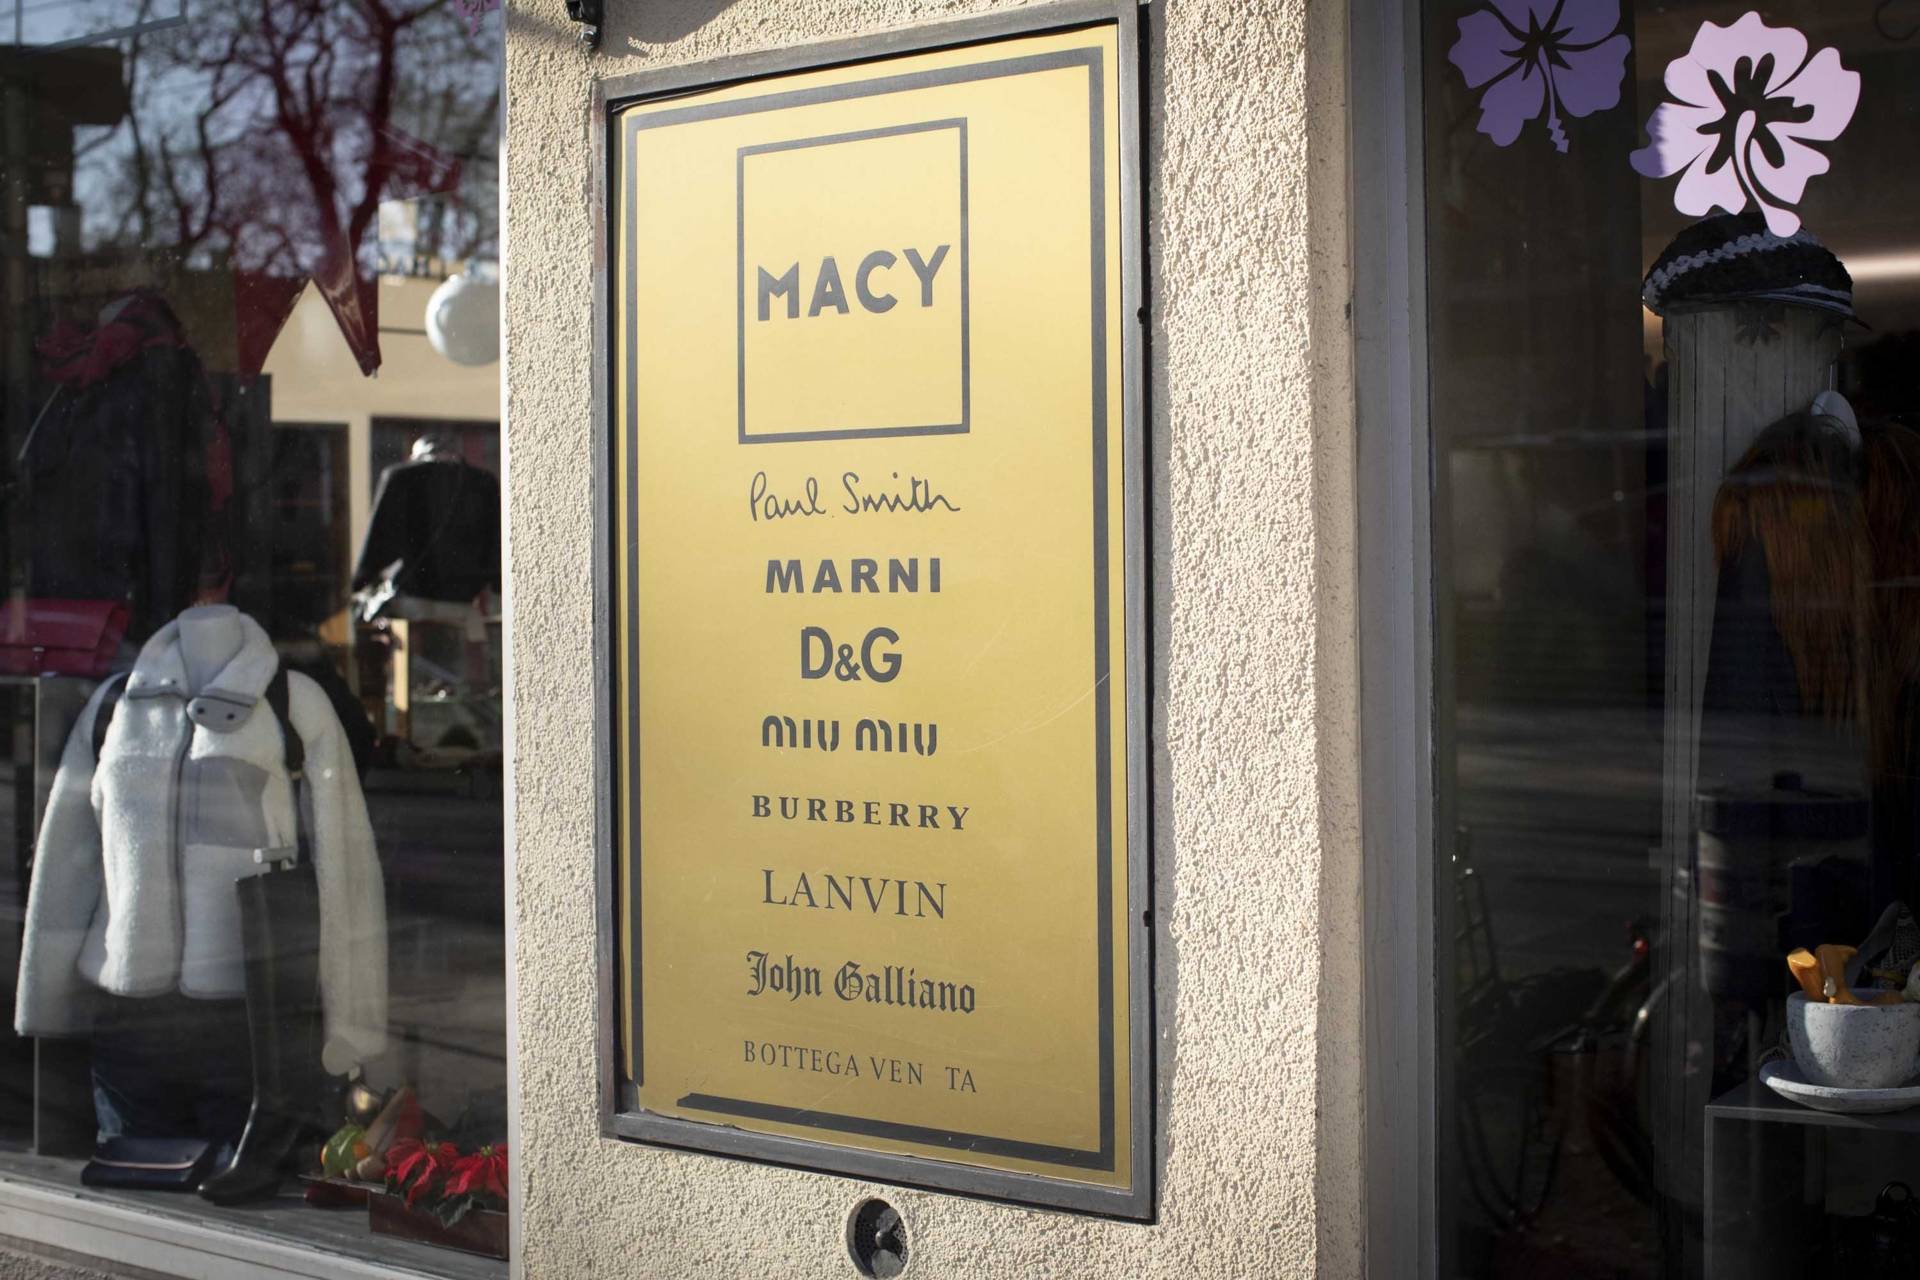 MACY
Paul Smith
MARNI
D&G
miu miu
BURBERRY
LANVIN
John Galliano
BOTTEGA VEN TA